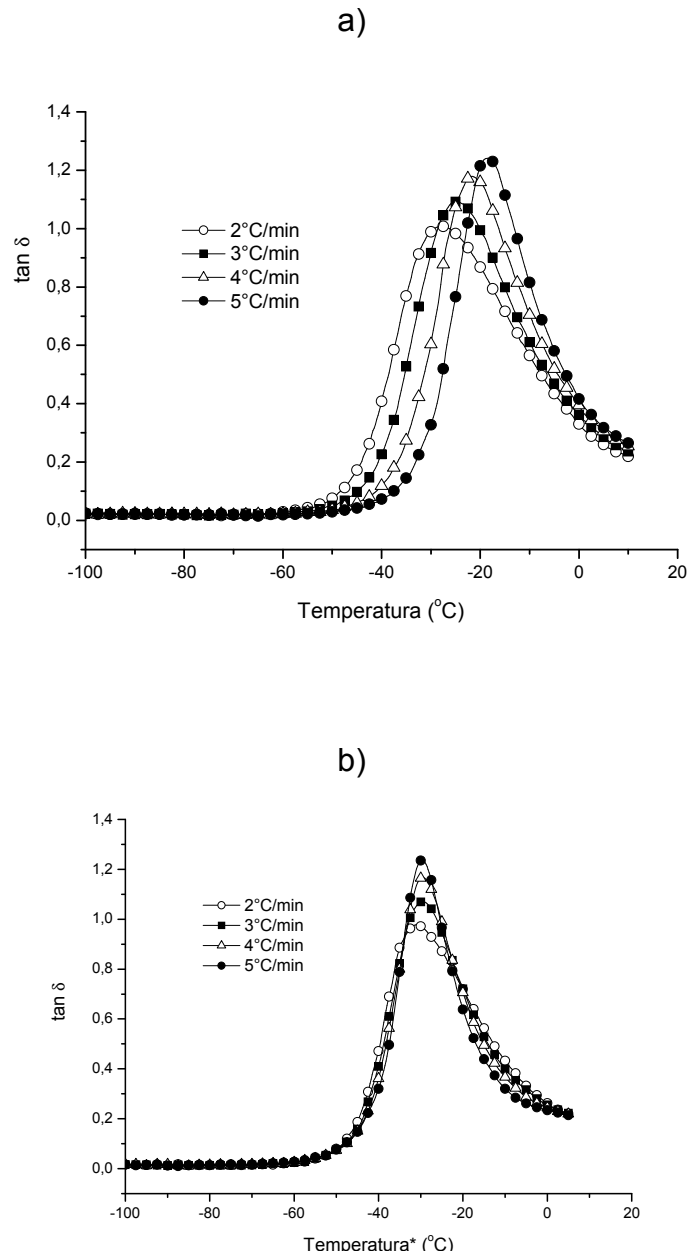 a)
1,4
1,2
1,0
0,8
0,6
0,4
0,2
0,0
tan δ
2°C/min
3°C/min
4°C/min
5°C/min
-100
-80
-60
-40
-20
0
20
Temperatura (°C)
b)
1,4
1,2
1,0
0,8
0,6
0,4
0,2
0,0
tan δ
2°C/min
3°C/min
4°C/min
5°C/min
-100
-80
-60
-40
-20
0
20
Temperatura* (°C)